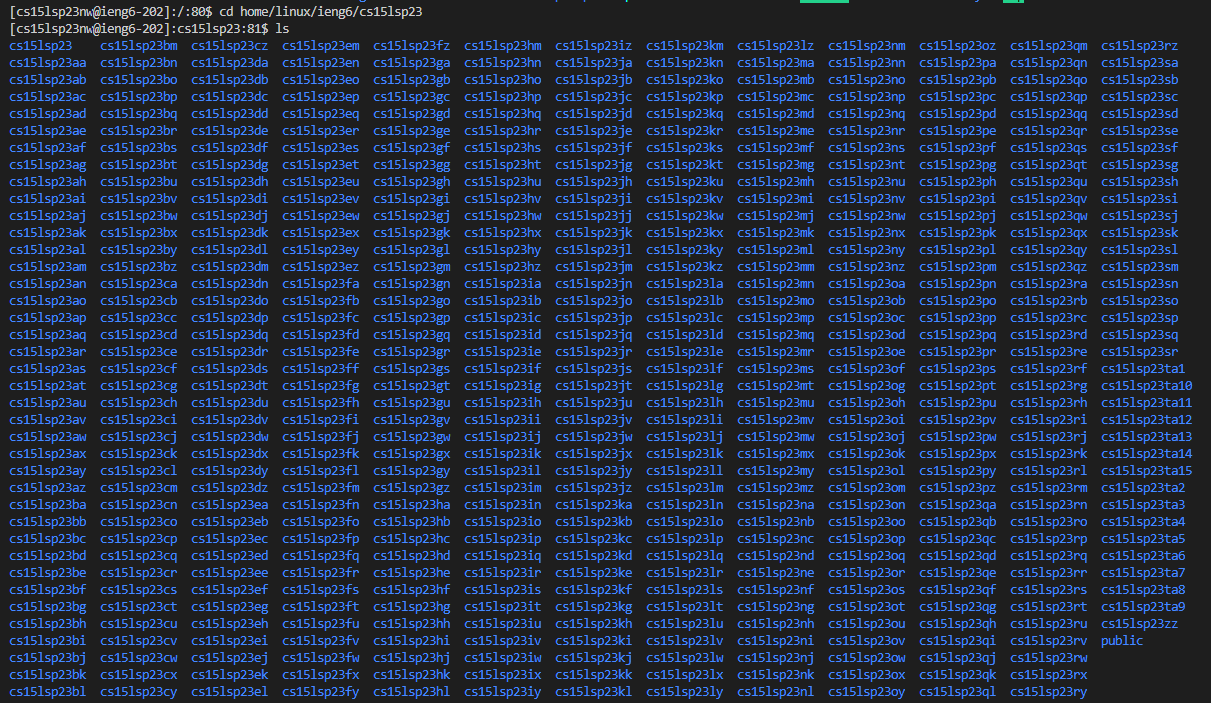 [cs15lsp23nw@ieng6-202]:/:80$ cd home/linux/ieng6/cs15lsp23
[cs15lsp23nw@ieng6-202]:cs15lsp23:81$ ls
cs15lsp23 cs15lsp23bm cs15lsp23cz cs15lsp23em cs15lsp23fz cs15lsp23hm cs15lsp23iz cs15lsp23km cs15lsp23lz cs15lsp23nm cs15lsp23oz cs15lsp23qm cs15lsp23rz
cs15lsp23aa cs15lsp23bn cs15lsp23da cs15lsp23en cs15lsp23ga cs15lsp23hn cs15lsp23ja cs15lsp23kn cs15lsp23ma cs15lsp23nn cs15lsp23pa cs15lsp23qn cs15lsp23sa
cs15lsp23ab cs15lsp23bo cs15lsp23db cs15lsp23eo cs15lsp23gb cs15lsp23ho cs15lsp23jb cs15lsp23ko cs15lsp23mb cs15lsp23no cs15lsp23pb cs15lsp23qo cs15lsp23sb
cs15lsp23ac cs15lsp23bp cs15lsp23dc cs15lsp23ep cs15lsp23gc cs15lsp23hp cs15lsp23jc cs15lsp23kp cs15lsp23mc cs15lsp23np cs15lsp23pc cs15lsp23qp cs15lsp23sc
cs15lsp23ad cs15lsp23bq cs15lsp23dd cs15lsp23eq cs15lsp23gd cs15lsp23hq cs15lsp23jd cs15lsp23kq cs15lsp23md cs15lsp23nq cs15lsp23pd cs15lsp23qq cs15lsp23sd
cs15lsp23ae cs15lsp23br cs15lsp23de cs15lsp23er cs15lsp23ge cs15lsp23hr cs15lsp23je cs15lsp23kr cs15lsp23me cs15lsp23nr cs15lsp23pe cs15lsp23qr cs15lsp23se
cs15lsp23af cs15lsp23bs cs15lsp23df cs15lsp23es cs15lsp23gf cs15lsp23hs cs15lsp23jf cs15lsp23ks cs15lsp23mf cs15lsp23ns cs15lsp23pf cs15lsp23qs cs15lsp23sf
cs15lsp23ag cs15lsp23bt cs15lsp23dg cs15lsp23et cs15lsp23gg cs15lsp23ht cs15lsp23jg cs15lsp23kt cs15lsp23mg cs15lsp23nt cs15lsp23pg cs15lsp23qt cs15lsp23sg
cs15lsp23ah cs15lsp23bu cs15lsp23dh cs15lsp23eu cs15lsp23gh cs15lsp23hu cs15lsp23jh cs15lsp23ku cs15lsp23mh cs15lsp23nu cs15lsp23ph cs15lsp23qu cs15lsp23sh
cs15lsp23ai cs15lsp23bv cs15lsp23di cs15lsp23ev cs15lsp23gi cs15lsp23hv cs15lsp23ji cs15lsp23kv cs15lsp23mi cs15lsp23nv cs15lsp23pi cs15lsp23qv cs15lsp23si
cs15lsp23aj cs15lsp23bw cs15lsp23dj cs15lsp23ew cs15lsp23gj cs15lsp23hw cs15lsp23jj cs15lsp23kw cs15lsp23mj cs15lsp23nw cs15lsp23pj cs15lsp23qw cs15lsp23sj
cs15lsp23ak cs15lsp23bx cs15lsp23dk cs15lsp23ex cs15lsp23gk cs15lsp23hx cs15lsp23jk cs15lsp23kx cs15lsp23mk cs15lsp23nx cs15lsp23pk cs15lsp23qx cs15lsp23sk
cs15lsp23al cs15lsp23by cs15lsp23dl cs15lsp23ey cs15lsp23gl cs15lsp23hy cs15lsp23jl cs15lsp23ky cs15lsp23ml cs15lsp23ny cs15lsp23pl cs15lsp23qy cs15lsp23sl
cs15lsp23am cs15lsp23bz cs15lsp23dm cs15lsp23ez cs15lsp23gm cs15lsp23hz cs15lsp23jm cs15lsp23kz cs15lsp23mm cs15lsp23nz cs15lsp23pm cs15lsp23qz cs15lsp23sm
cs15lsp23an cs15lsp23ca cs15lsp23dn cs15lsp23fa cs15lsp23gn cs15lsp23ia cs15lsp23jn cs15lsp23la cs15lsp23mn cs15lsp23oa cs15lsp23pn cs15lsp23ra cs15lsp23sn
cs15lsp23ao cs15lsp23cb cs15lsp23do cs15lsp23fb cs15lsp23go cs15lsp23ib cs15lsp23jo cs15lsp23lb cs15lsp23mo cs15lsp23ob cs15lsp23po cs15lsp23rb cs15lsp23so
cs15lsp23ap cs15lsp23cc cs15lsp23dp cs15lsp23fc cs15lsp23gp cs15lsp23ic cs15lsp23jp cs15lsp23lc cs15lsp23mp cs15lsp23oc cs15lsp23pp cs15lsp23rc cs15lsp23sp
cs15lsp23aq cs15lsp23cd cs15lsp23dq cs15lsp23fd cs15lsp23gq cs15lsp23id cs15lsp23jq cs15lsp23ld cs15lsp23mq cs15lsp23od cs15lsp23pq cs15lsp23rd cs15lsp23sq
cs15lsp23ar cs15lsp23ce cs15lsp23dr cs15lsp23fe cs15lsp23gr cs15lsp23ie cs15lsp23jr cs15lsp23le cs15lsp23mr cs15lsp23oe cs15lsp23pr cs15lsp23re cs15lsp23sr
cs15lsp23as cs15lsp23cf cs15lsp23ds cs15lsp23ff cs15lsp23gs cs15lsp23if cs15lsp23js cs15lsp23lf cs15lsp23ms cs15lsp23of cs15lsp23ps cs15lsp23rf cs15lsp23ta1
cs15lsp23at cs15lsp23cg cs15lsp23dt cs15lsp23fg cs15lsp23gt cs15lsp23ig cs15lsp23jt cs15lsp23lg cs15lsp23mt cs15lsp23og cs15lsp23pt cs15lsp23rg cs15lsp23ta10
cs15lsp23au cs15lsp23ch cs15lsp23du cs15lsp23fh cs15lsp23gu cs15lsp23ih cs15lsp23ju cs15lsp23lh cs15lsp23mu cs15lsp23oh cs15lsp23pu cs15lsp23rh cs15lsp23ta11
cs15lsp23av cs15lsp23ci cs15lsp23dv cs15lsp23fi cs15lsp23gv cs15lsp23ii cs15lsp23jv cs15lsp23li cs15lsp23mv cs15lsp23oi cs15lsp23pv cs15lsp23ri cs15lsp23ta12
cs15lsp23aw cs15lsp23cj cs15lsp23dw cs15lsp23fj cs15lsp23gw cs15lsp23ij cs15lsp23jw cs15lsp23lj cs15lsp23mw cs15lsp23oj cs15lsp23pw cs15lsp23rj cs15lsp23ta13
cs15lsp23ax cs15lsp23ck cs15lsp23dx cs15lsp23fk cs15lsp23gx cs15lsp23ik cs15lsp23jx cs15lsp23lk cs15lsp23mx cs15lsp23ok cs15lsp23px cs15lsp23rk cs15lsp23ta14
cs15lsp23ay cs15lsp23cl cs15lsp23dy cs15lsp23fl cs15lsp23gy cs15lsp23il cs15lsp23jy cs15lsp23ll cs15lsp23my cs15lsp23ol cs15lsp23py cs15lsp23rl cs15lsp23ta15
cs15lsp23az cs15lsp23cm cs15lsp23dz cs15lsp23fm cs15lsp23gz cs15lsp23im cs15lsp23jz cs15lsp23lm cs15lsp23mz cs15lsp23om cs15lsp23pz cs15lsp23rm cs15lsp23ta2
cs15lsp23ba cs15lsp23cn cs15lsp23ea cs15lsp23fn cs15lsp23ha cs15lsp23in cs15lsp23ka cs15lsp23ln cs15lsp23na cs15lsp23on cs15lsp23qa cs15lsp23rn cs15lsp23ta3
cs15lsp23bb cs15lsp23co cs15lsp23eb cs15lsp23fo cs15lsp23hb cs15lsp23io cs15lsp23kb cs15lsp23lo cs15lsp23nb cs15lsp23oo cs15lsp23qb cs15lsp23ro cs15lsp23ta4
cs15lsp23bc cs15lsp23cp cs15lsp23ec cs15lsp23fp cs15lsp23hc cs15lsp23ip cs15lsp23kc cs15lsp23lp cs15lsp23nc cs15lsp23op cs15lsp23qc cs15lsp23rp cs15lsp23ta5
cs15lsp23bd cs15lsp23cq cs15lsp23ed cs15lsp23fq cs15lsp23hd cs15lsp23iq cs15lsp23kd cs15lsp23lq cs15lsp23nd cs15lsp23oq cs15lsp23qd cs15lsp23rq cs15lsp23ta6
cs15lsp23be cs15lsp23cr cs15lsp23ee cs15lsp23fr cs15lsp23he cs15lsp23ir cs15lsp23ke cs15lsp23lr cs15lsp23ne cs15lsp23or cs15lsp23qe cs15lsp23rr cs15lsp23ta7
cs15lsp23bf cs15lsp23cs cs15lsp23ef cs15lsp23fs cs15lsp23hf cs15lsp23is cs15lsp23kf cs15lsp23ls cs15lsp23nf cs15lsp23os cs15lsp23qf cs15lsp23rs cs15lsp23ta8
cs15lsp23bg cs15lsp23ct cs15lsp23eg cs15lsp23ft cs15lsp23hg cs15lsp23it cs15lsp23kg cs15lsp23lt cs15lsp23ng cs15lsp23ot cs15lsp23qg cs15lsp23rt cs15lsp23ta9
cs15lsp23bh cs15lsp23cu cs15lsp23eh cs15lsp23fu cs15lsp23hh cs15lsp23iu cs15lsp23kh cs15lsp23lu cs15lsp23nh cs15lsp23ou cs15lsp23qh cs15lsp23ru cs15lsp23zz
cs15lsp23bi cs15lsp23cv cs15lsp23ei cs15lsp23fv cs15lsp23hi cs15lsp23iv cs15lsp23ki cs15lsp23lv cs15lsp23ni cs15lsp23ov cs15lsp23qi cs15lsp23rv public
cs15lsp23bj cs15lsp23cw cs15lsp23ej cs15lsp23fw cs15lsp23hj cs15lsp23iw cs15lsp23kj cs15lsp23lw cs15lsp23nj cs15lsp23ow cs15lsp23qj cs15lsp23rw
cs15lsp23bk cs15lsp23cx cs15lsp23ek cs15lsp23fx cs15lsp23hk cs15lsp23ix cs15lsp23kk cs15lsp23lx cs15lsp23nk cs15lsp23ox cs15lsp23qk cs15lsp23rx
cs15lsp23bl cs15lsp23cy cs15lsp23el cs15lsp23fy cs15lsp23hl cs15lsp23iy cs15lsp23kl cs15lsp23ly cs15lsp23nl cs15lsp23oy cs15lsp23ql cs15lsp23ry